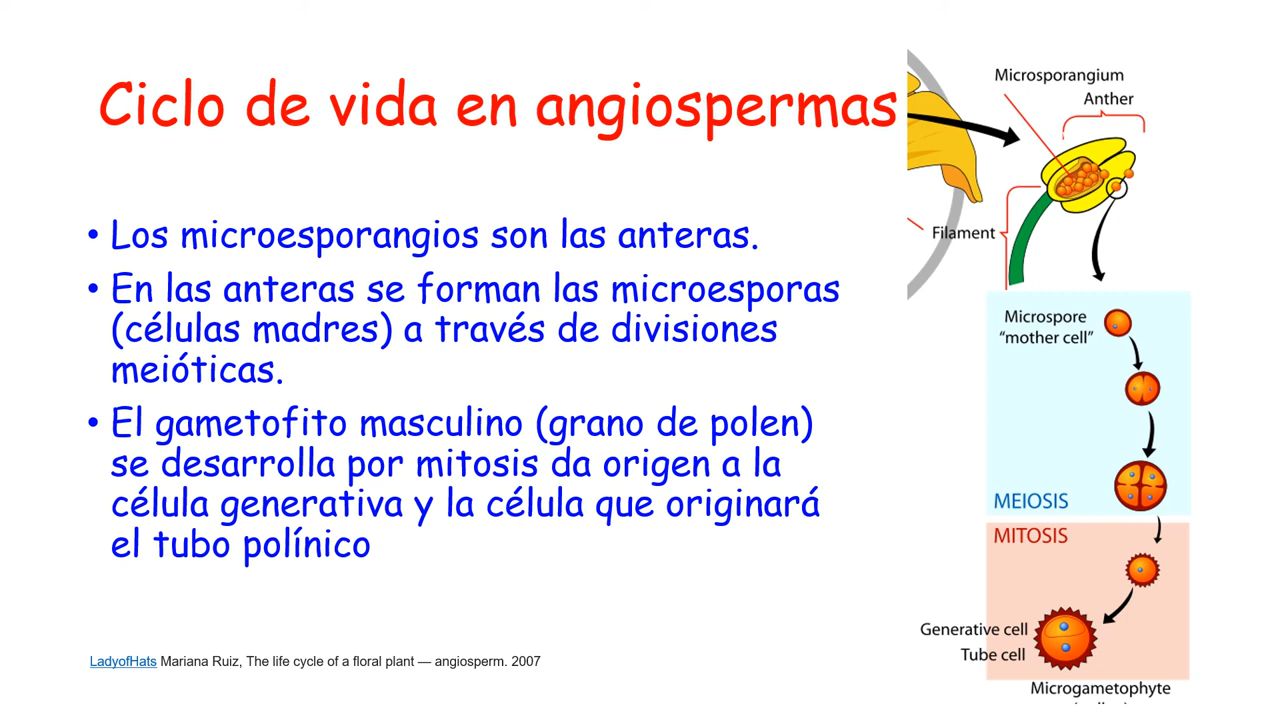 Ciclo de vida en angiospermas
• Los microesporangios son las anteras.
• En las anteras se forman las microesporas
(células madres) a través de divisiones
meióticas.
• El gametofito masculino (grano de polen)
se desarrolla por mitosis da origen a la
célula generativa y la célula que originará
el tubo polínico
LadyofHats Mariana Ruiz, The life cycle of a floral plant — angiosperm. 2007
Microsporangium
Anther
Filament
Microspore
“mother cell”
MEIOSIS
MITOSIS
Generative cell
Tube cell
Microgametophyte